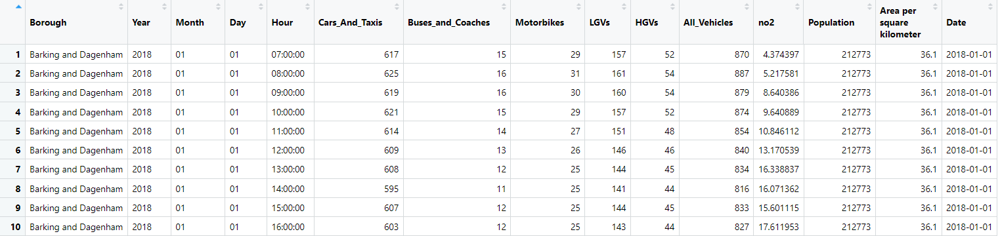 Borough Year Month Day Hour Cars_And_Taxis Buses_and_Coaches Motorbikes LGVs HGVs All_Vehicles no2 Population Area per square kilometer Date
1 Barking and Dagenham 2018 01 01 07:00:00 617 15 29 157 52 870 4.374397 212773 36.1 2018-01-01
2 Barking and Dagenham 2018 01 01 08:00:00 625 16 31 161 54 887 5.217581 212773 36.1 2018-01-01
3 Barking and Dagenham 2018 01 01 09:00:00 619 16 30 160 54 879 8.640386 212773 36.1 2018-01-01
4 Barking and Dagenham 2018 01 01 10:00:00 621 15 29 157 52 874 9.640889 212773 36.1 2018-01-01
5 Barking and Dagenham 2018 01 01 11:00:00 614 14 27 151 48 854 10.846112 212773 36.1 2018-01-01
6 Barking and Dagenham 2018 01 01 12:00:00 609 13 26 146 46 840 13.170539 212773 36.1 2018-01-01
7 Barking and Dagenham 2018 01 01 13:00:00 608 12 25 144 45 834 16.338837 212773 36.1 2018-01-01
8 Barking and Dagenham 2018 01 01 14:00:00 595 11 25 141 44 816 16.071362 212773 36.1 2018-01-01
9 Barking and Dagenham 2018 01 01 15:00:00 607 12 25 144 45 833 15.601115 212773 36.1 2018-01-01
10 Barking and Dagenham 2018 01 01 16:00:00 603 12 25 143 44 827 17.611953 212773 36.1 2018-01-01